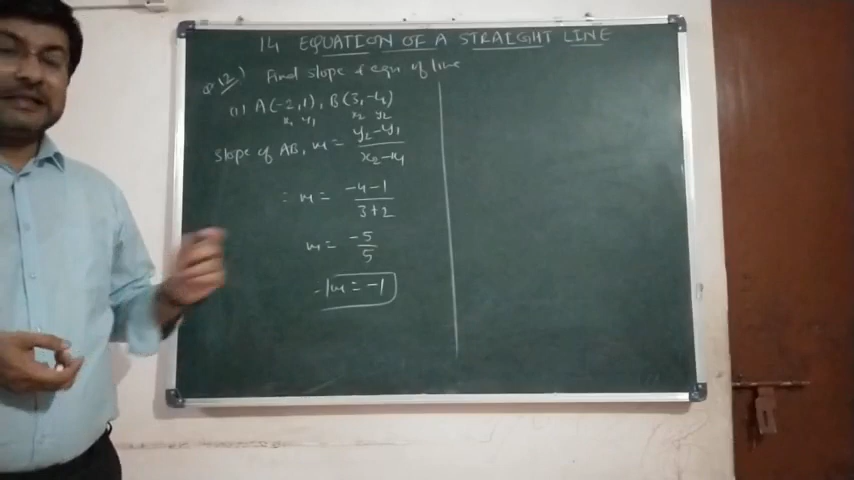 14 EQUATION OF A STRAIGHT LINE
Q.12) Find slope & eqn of line
(i) A(-2,1), B(3,-4)
x₁ y₁ x₂ y₂
slope of AB, m = y₂-y₁ / x₂-x₁
∴ m = -4-1 / 3+2
m = -5 / 5
m = -1